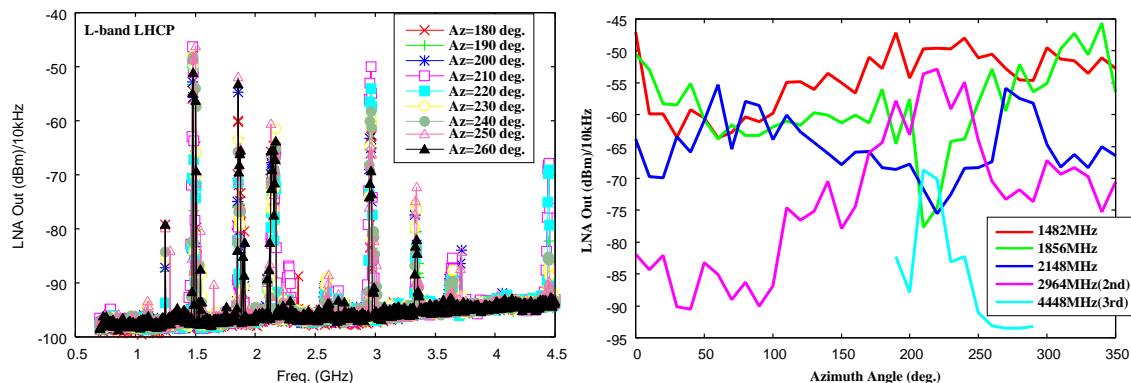 L-band LHCP
Az=180 deg.
Az=190 deg.
Az=200 deg.
Az=210 deg.
Az=220 deg.
Az=230 deg.
Az=240 deg.
Az=250 deg.
Az=260 deg.
LNA Out (dBm)/10kHz
-40
-50
-60
-70
-80
-90
-100
0.5
1
1.5
2
2.5
3
3.5
4
4.5
Freq. (GHz)
LNA Out (dBm)/10kHz
-45
-50
-55
-60
-65
-70
-75
-80
-85
-90
-95
1482MHz
1856MHz
2148MHz
2964MHz(2nd)
4448MHz(3rd)
0
50
100
150
200
250
300
350
Azimuth Angle (deg.)